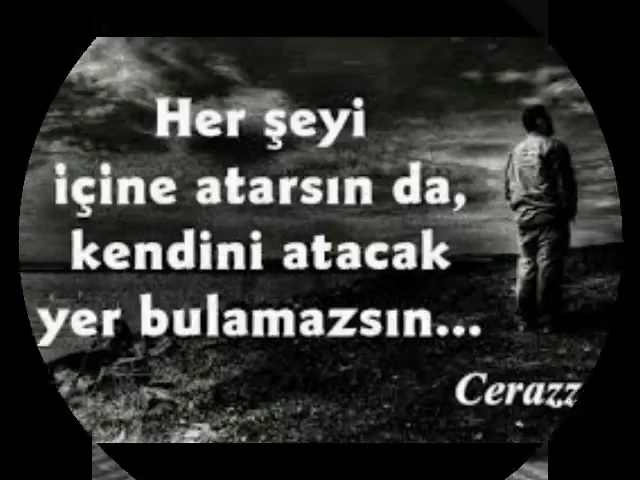 Her şeyi
içine atarsın da,
kendini atacak
yer bulamazsın...
Cerazz